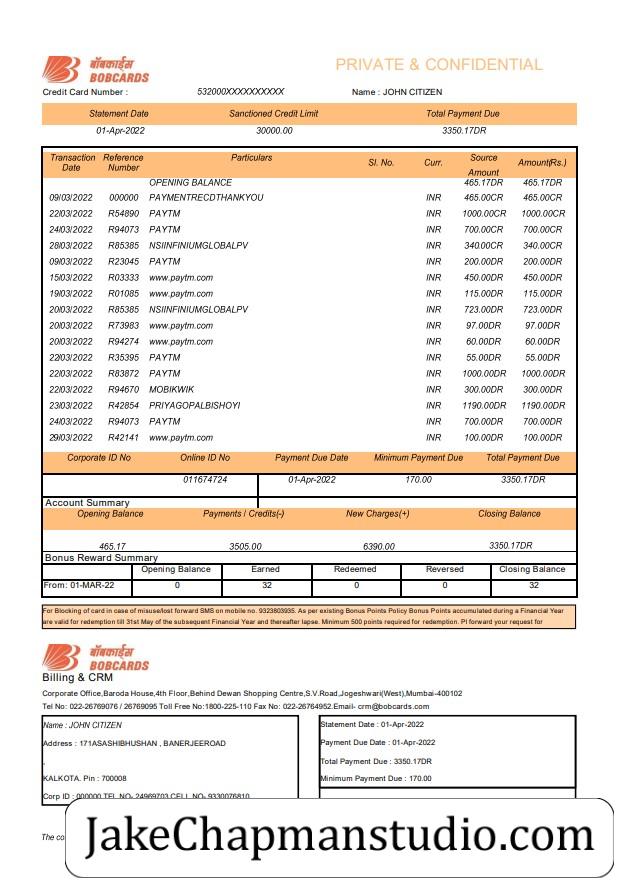 बॉबकार्ड्स
BOBCARDS
PRIVATE & CONFIDENTIAL
Credit Card Number : 532000XXXXXXXXXX Name : JOHN CITIZEN
Statement Date Sanctioned Credit Limit Total Payment Due
01-Apr-2022 30000.00 3350.17DR
Transaction Date Reference Number Particulars Sl. No. Curr. Source Amount Amount(Rs.)
OPENING BALANCE 465.17DR 465.17DR
09/03/2022 000000 PAYMENTRECDTHANKYOU INR 465.00CR 465.00CR
22/03/2022 R54890 PAYTM INR 1000.00CR 1000.00CR
24/03/2022 R94073 PAYTM INR 700.00CR 700.00CR
28/03/2022 R85385 NSIINFINIUMGLOBALPV INR 340.00CR 340.00CR
09/03/2022 R23045 PAYTM INR 200.00DR 200.00DR
15/03/2022 R03333 www.paytm.com INR 450.00DR 450.00DR
19/03/2022 R01085 www.paytm.com INR 115.00DR 115.00DR
20/03/2022 R85385 NSIINFINIUMGLOBALPV INR 723.00DR 723.00DR
20/03/2022 R73983 www.paytm.com INR 97.00DR 97.00DR
20/03/2022 R94274 www.paytm.com INR 60.00DR 60.00DR
22/03/2022 R35395 PAYTM INR 55.00DR 55.00DR
22/03/2022 R83872 PAYTM INR 1000.00DR 1000.00DR
22/03/2022 R94670 MOBIKWIK INR 300.00DR 300.00DR
23/03/2022 R42854 PRIYAGOPALBISHOYI INR 1190.00DR 1190.00DR
24/03/2022 R94073 PAYTM INR 700.00DR 700.00DR
29/03/2022 R42141 www.paytm.com INR 100.00DR 100.00DR
Corporate ID No Online ID No Payment Due Date Minimum Payment Due Total Payment Due
011674724 01-Apr-2022 170.00 3350.17DR
Account Summary
Opening Balance Payments / Credits(-) New Charges(+) Closing Balance
465.17 3505.00 6390.00 3350.17DR
Bonus Reward Summary
Opening Balance Earned Redeemed Reversed Closing Balance
From: 01-MAR-22 0 32 0 0 32
For Blocking of card in case of misuse/lost forward SMS on mobile no. 9323803935. As per existing Bonus Points Policy Bonus Points accumulated during a Financial Year
are valid for redemption till 31st May of the subsequent Financial Year and thereafter lapse. Minimum 500 points required for redemption. Pl forward your request for
बॉबकार्ड्स
BOBCARDS
Billing & CRM
Corporate Office,Baroda House,4th Floor,Behind Dewan Shopping Centre,S.V.Road,Jogeshwari(West),Mumbai-400102
Tel No: 022-26769076 / 26769095 Toll Free No:1800-225-110 Fax No: 022-26764952.Email- crm@bobcards.com
Name : JOHN CITIZEN
Address : 171ASASHIBHUSHAN , BANERJEEROAD
,
KALKOTA. Pin : 700008
Corp ID : 000000 TEL NO- 24969703 CELL NO- 9330076810
Statement Date : 01-Apr-2022
Payment Due Date : 01-Apr-2022
Total Payment Due : 3350.17DR
Minimum Payment Due : 170.00
The co
JakeChapmanstudio.com